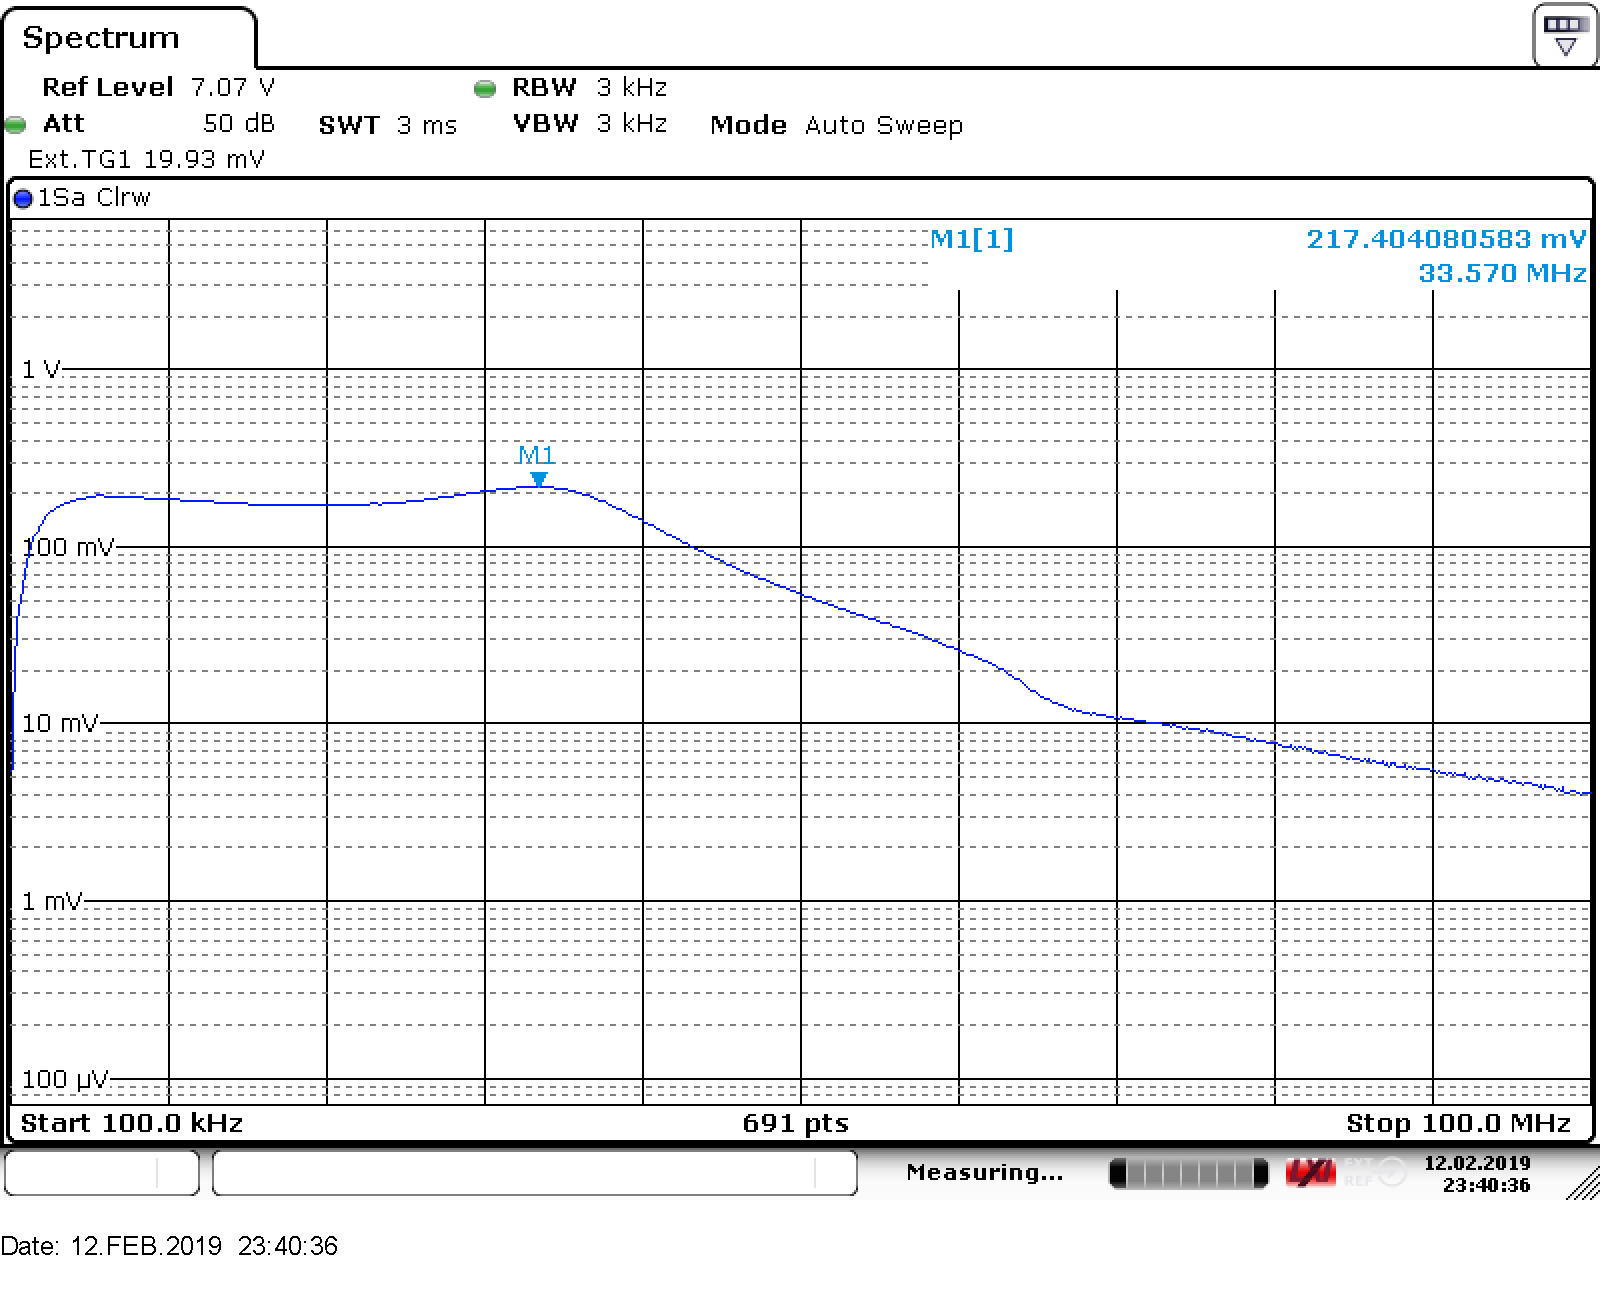 Spectrum
Ref Level 7.07 V RBW 3 kHz
Att 50 dB SWT 3 ms VBW 3 kHz Mode Auto Sweep
Ext.TG1 19.93 mV
1Sa Clrw
M1[1] 217.404080583 mV
33.570 MHz
1 V
M1
100 mV
10 mV
1 mV
100 µV
Start 100.0 kHz 691 pts Stop 100.0 MHz
Measuring... LXI EXT REF 12.02.2019
23:40:36
Date: 12.FEB.2019 23:40:36